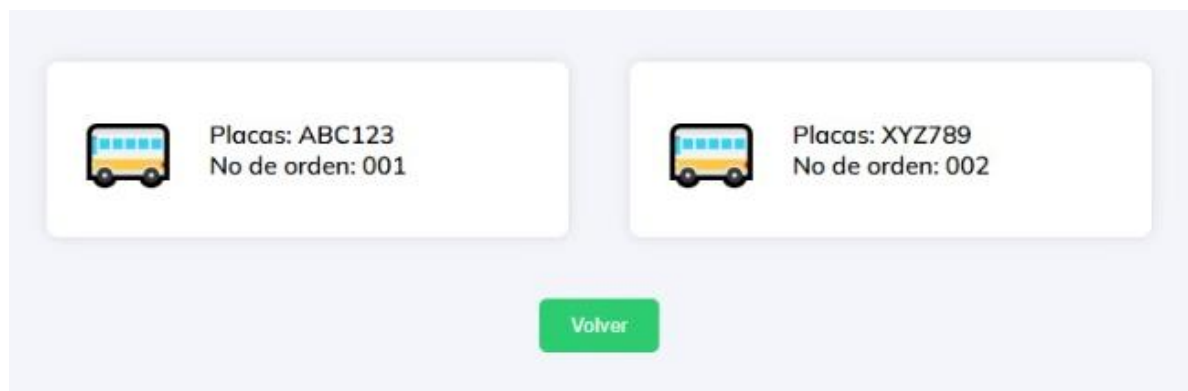 Placas: ABC123
No de orden: 001
Placas: XYZ789
No de orden: 002
Volver